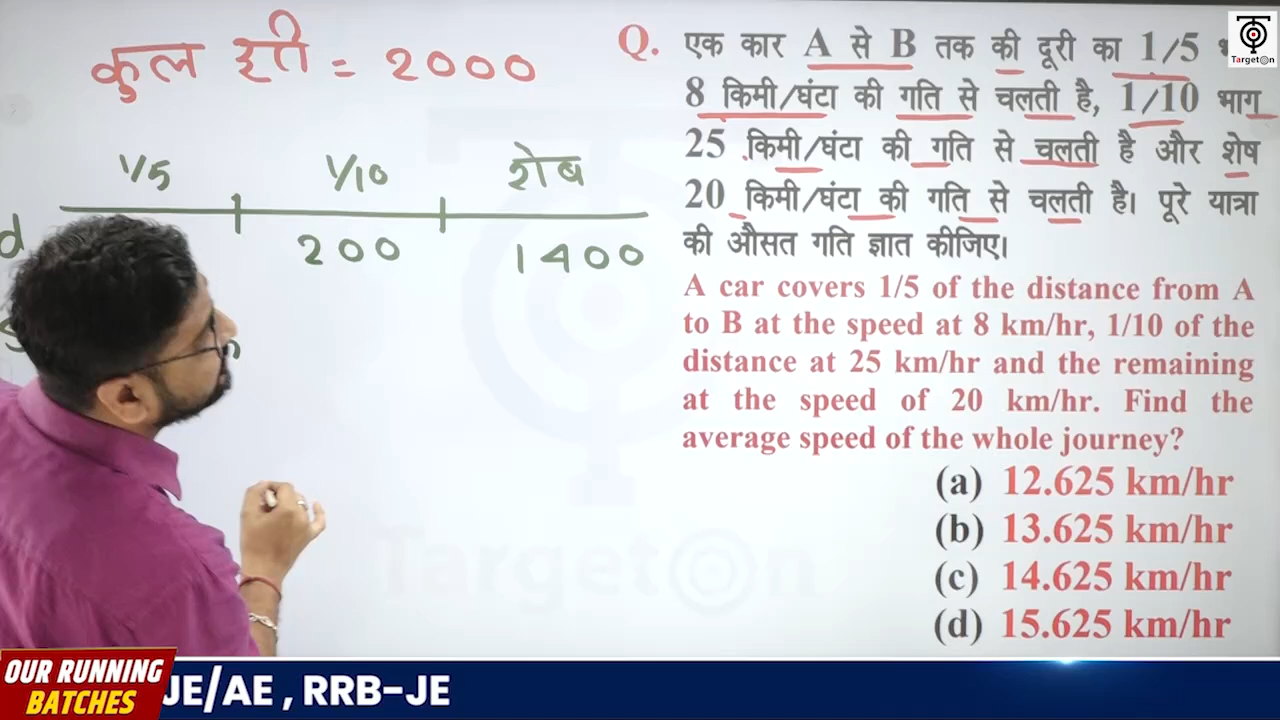 कुल दूरी = 2000
1/5 1/10 शेष
d 200 1400
Q. एक कार A से B तक की दूरी का 1/5
8 किमी/घंटा की गति से चलती है, 1/10 भाग
25 किमी/घंटा की गति से चलती है और शेष
20 किमी/घंटा की गति से चलती है। पूरे यात्रा
की औसत गति ज्ञात कीजिए।
A car covers 1/5 of the distance from A
to B at the speed at 8 km/hr, 1/10 of the
distance at 25 km/hr and the remaining
at the speed of 20 km/hr. Find the
average speed of the whole journey?
(a) 12.625 km/hr
(b) 13.625 km/hr
(c) 14.625 km/hr
(d) 15.625 km/hr
TargetOn
TargetOn
OUR RUNNING
BATCHES
JE/AE , RRB-JE